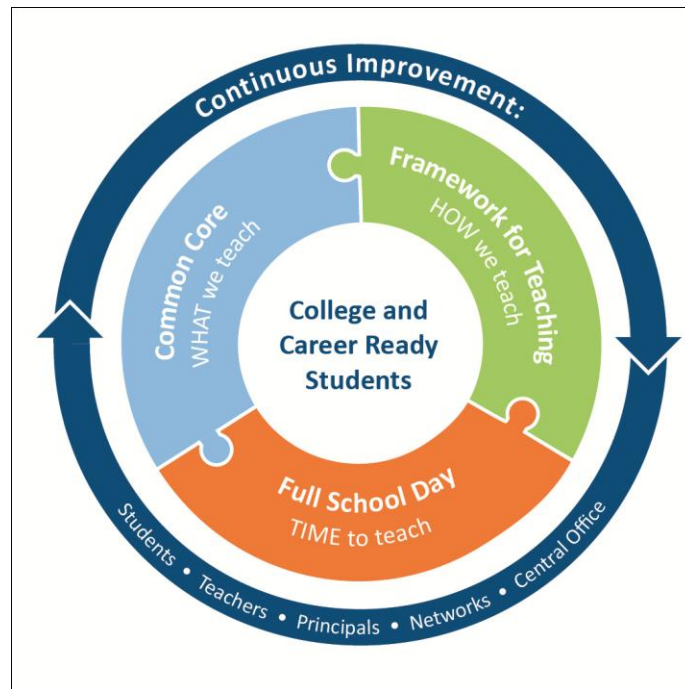 Continuous Improvement:
Common Core
WHAT we teach
Framework for Teaching
HOW we teach
College and
Career Ready
Students
Full School Day
TIME to teach
Students • Teachers • Principals • Networks • Central Office